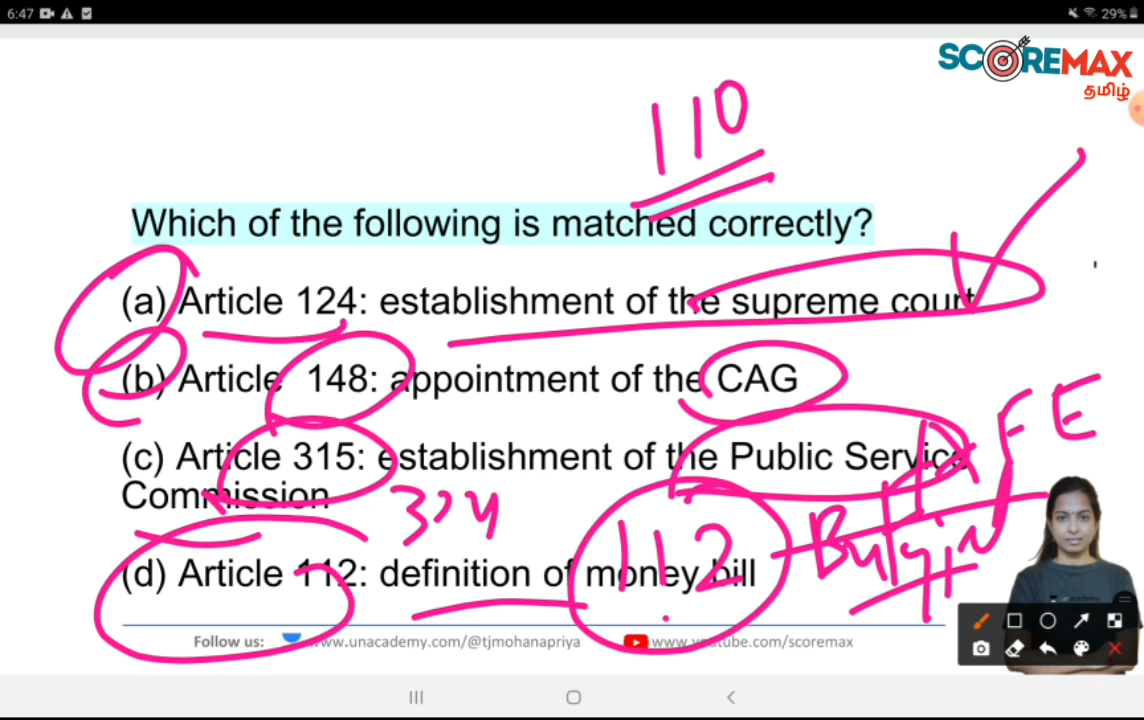 6:47
29%
SCOREMAX
தமிழ்
110
Which of the following is matched correctly?
(a) Article 124: establishment of the supreme court
(b) Article 148: appointment of the CAG
(c) Article 315: establishment of the Public Service
Commission
324
(d) Article 112: definition of money bill
112
FE
Follow us: www.unacademy.com/@tjmohanapriya www.youtube.com/scoremax